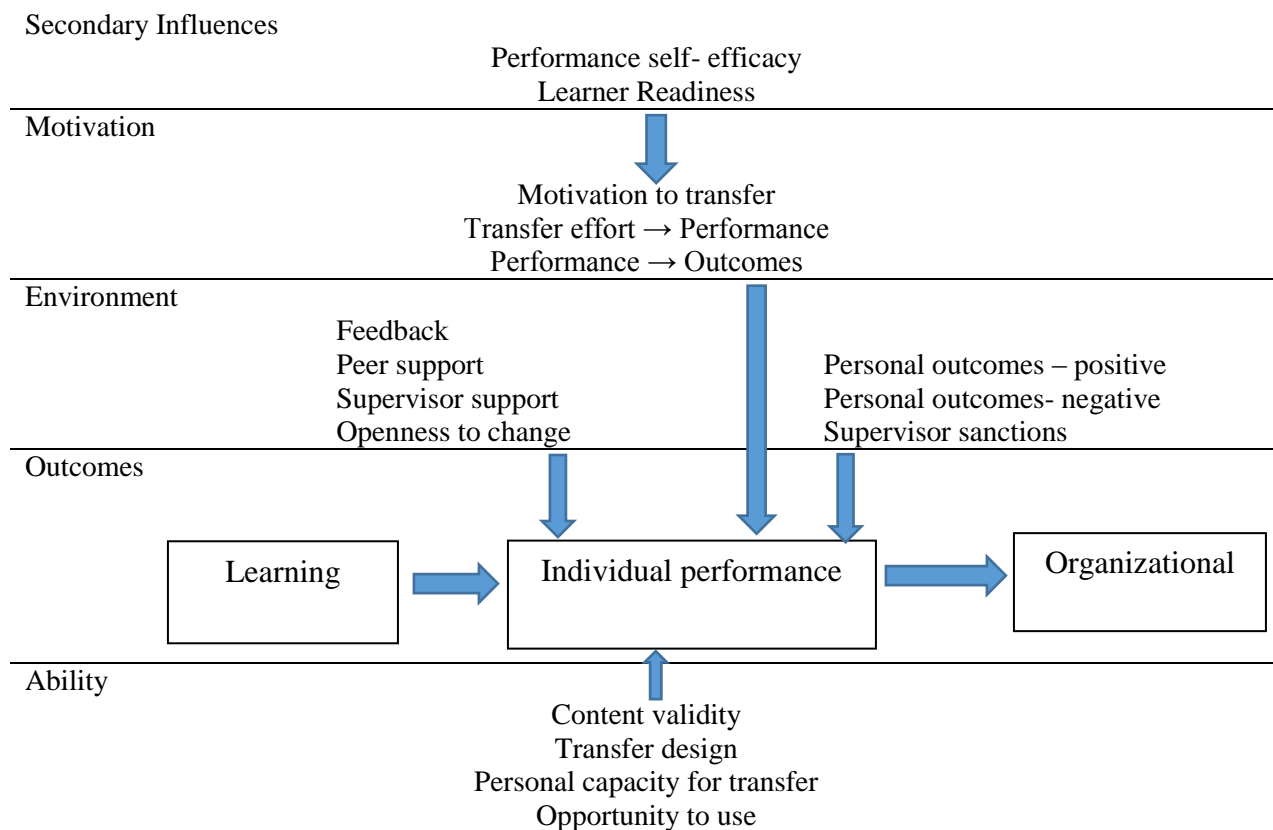 Secondary Influences
Performance self- efficacy
Learner Readiness
Motivation
Motivation to transfer
Transfer effort → Performance
Performance → Outcomes
Environment
Feedback
Peer support
Supervisor support
Openness to change
Personal outcomes – positive
Personal outcomes- negative
Supervisor sanctions
Outcomes
Learning
Individual performance
Organizational
Ability
Content validity
Transfer design
Personal capacity for transfer
Opportunity to use